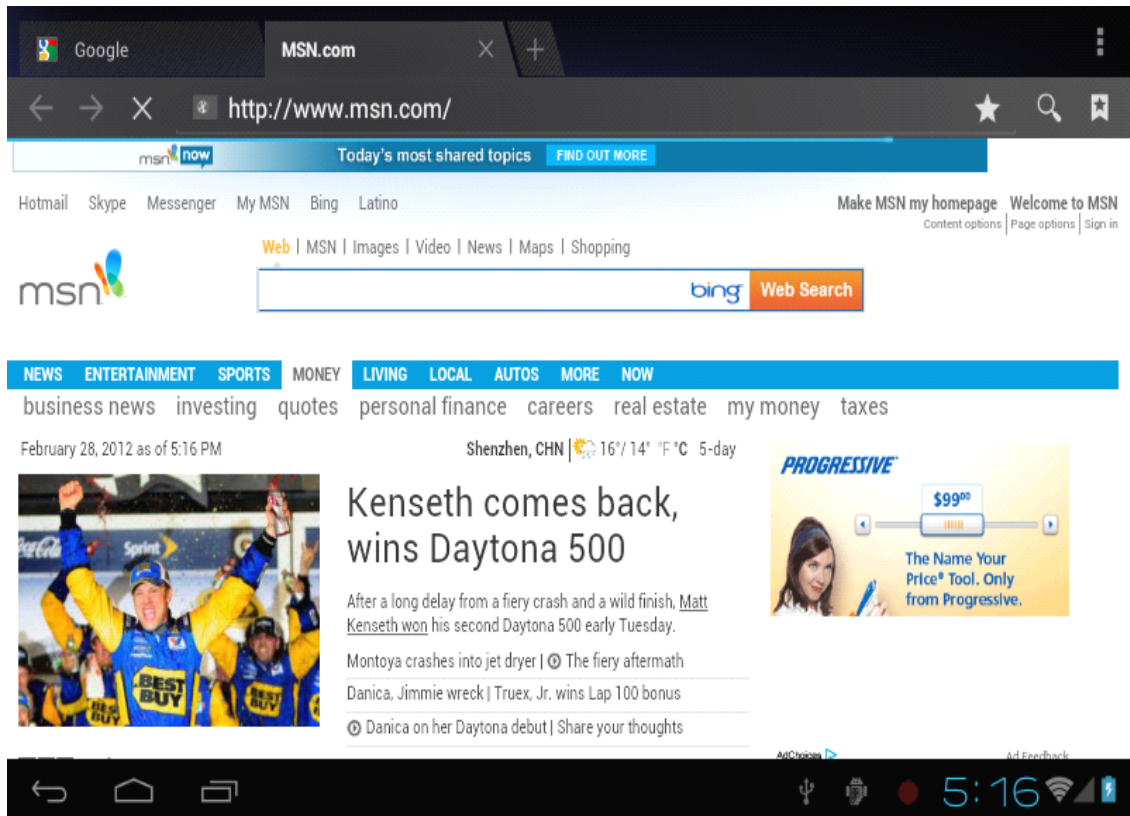 Google
MSN.com
http://www.msn.com/
msn now Today's most shared topics FIND OUT MORE
Hotmail Skype Messenger My MSN Bing Latino
Make MSN my homepage Welcome to MSN
Content options | Page options | Sign in
Web | MSN | Images | Video | News | Maps | Shopping
msn
bing Web Search
NEWS ENTERTAINMENT SPORTS MONEY LIVING LOCAL AUTOS MORE NOW
business news investing quotes personal finance careers real estate my money taxes
February 28, 2012 as of 5:16 PM
Shenzhen, CHN | 16°/ 14° °F °C 5-day
Coca-Cola
Sprint
BEST BUY
Kenseth comes back,
wins Daytona 500
After a long delay from a fiery crash and a wild finish, Matt
Kenseth won his second Daytona 500 early Tuesday.
Montoya crashes into jet dryer | The fiery aftermath
Danica, Jimmie wreck | Truex, Jr. wins Lap 100 bonus
Danica on her Daytona debut | Share your thoughts
PROGRESSIVE
$99⁰⁰
The Name Your
Price® Tool. Only
from Progressive.
AdChoices
Ad Feedback
5:16